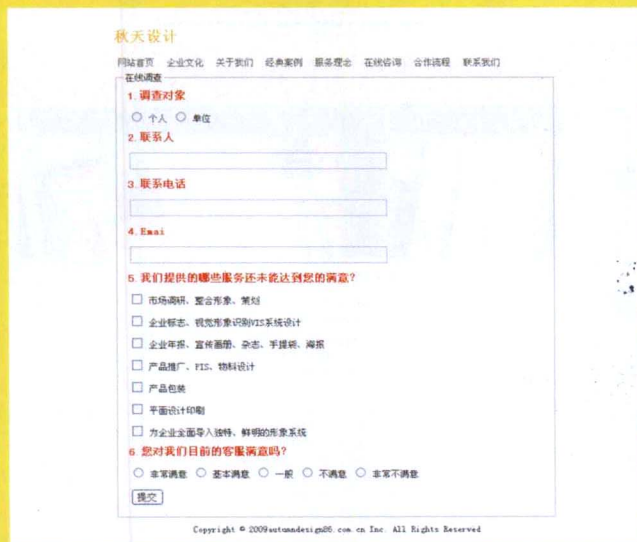 秋天设计
网站首页 企业文化 关于我们 经典案例 服务理念 在线咨询 合作流程 联系我们
在线调查
1. 调查对象
个人 单位
2. 联系人
3. 联系电话
4. Emai
5. 我们提供的哪些服务还未能达到您的满意?
市场调研、整合形象、策划
企业标志、视觉形象识别VIS系统设计
企业年报、宣传画册、杂志、手提袋、海报
产品推广、PIS、物料设计
产品包装
平面设计印刷
为企业全面导入独特、鲜明的形象系统
6. 您对我们目前的客服满意吗?
非常满意 基本满意 一般 不满意 非常不满意
提交
Copyright © 2009autumndesign86.com.cn Inc. All Rights Reserved